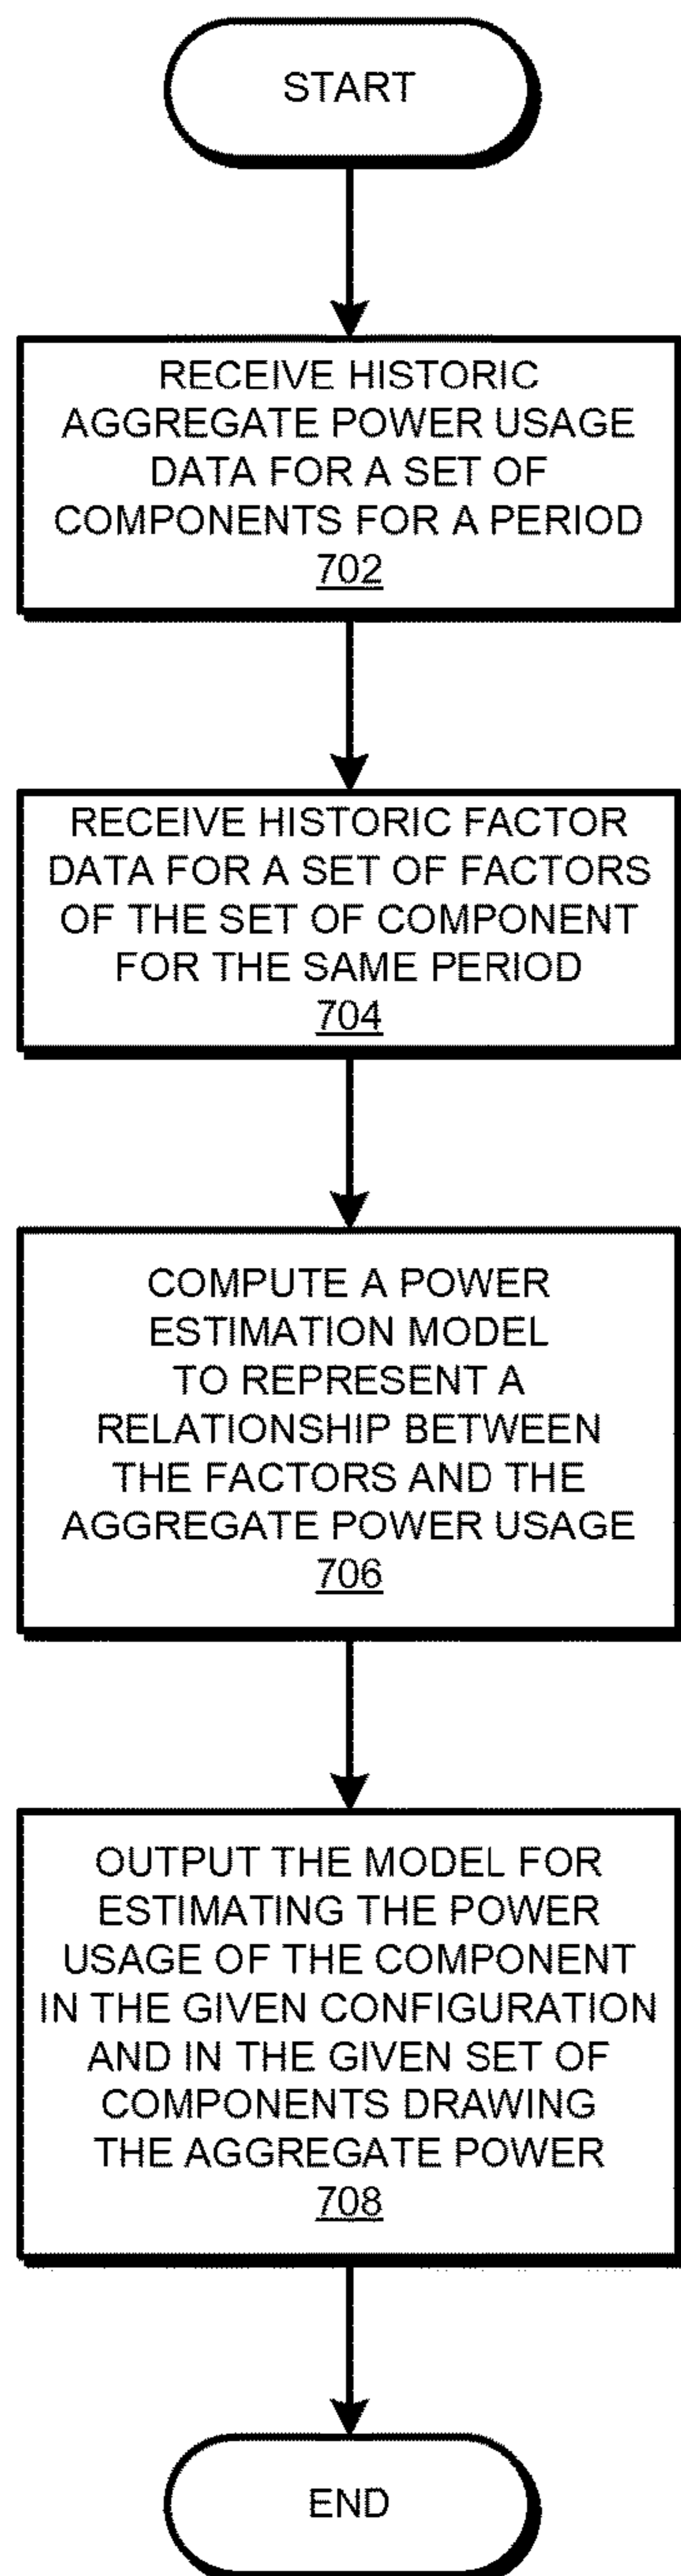 START
RECEIVE HISTORIC
AGGREGATE POWER USAGE
DATA FOR A SET OF
COMPONENTS FOR A PERIOD
702
RECEIVE HISTORIC FACTOR
DATA FOR A SET OF FACTORS
OF THE SET OF COMPONENT
FOR THE SAME PERIOD
704
COMPUTE A POWER
ESTIMATION MODEL
TO REPRESENT A
RELATIONSHIP BETWEEN
THE FACTORS AND THE
AGGREGATE POWER USAGE
706
OUTPUT THE MODEL FOR
ESTIMATING THE POWER
USAGE OF THE COMPONENT
IN THE GIVEN CONFIGURATION
AND IN THE GIVEN SET OF
COMPONENTS DRAWING
THE AGGREGATE POWER
708
END